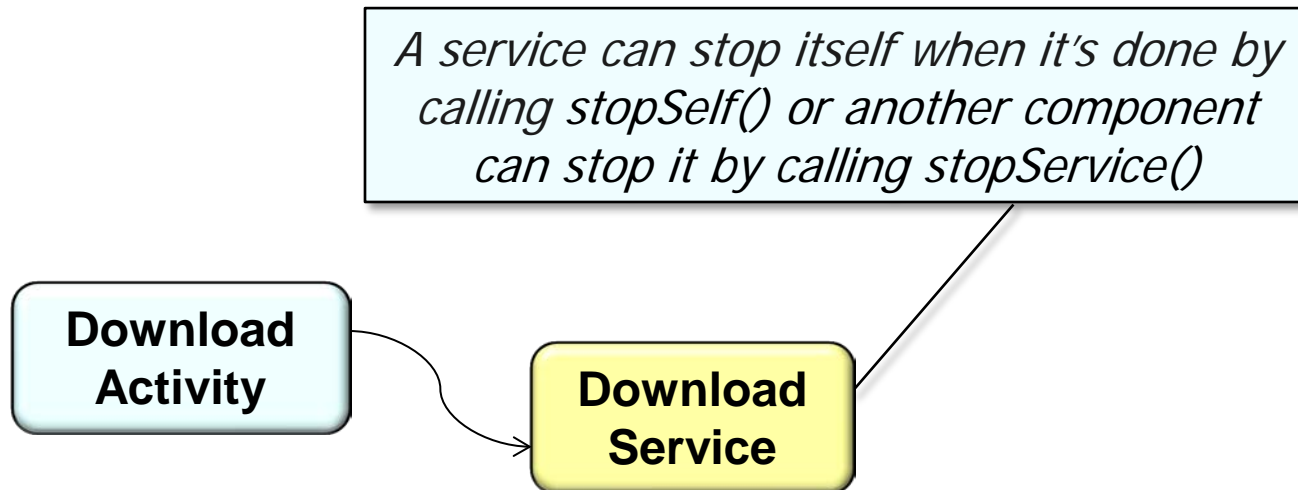 A service can stop itself when it's done by
calling stopSelf() or another component
can stop it by calling stopService()
Download
Activity
Download
Service